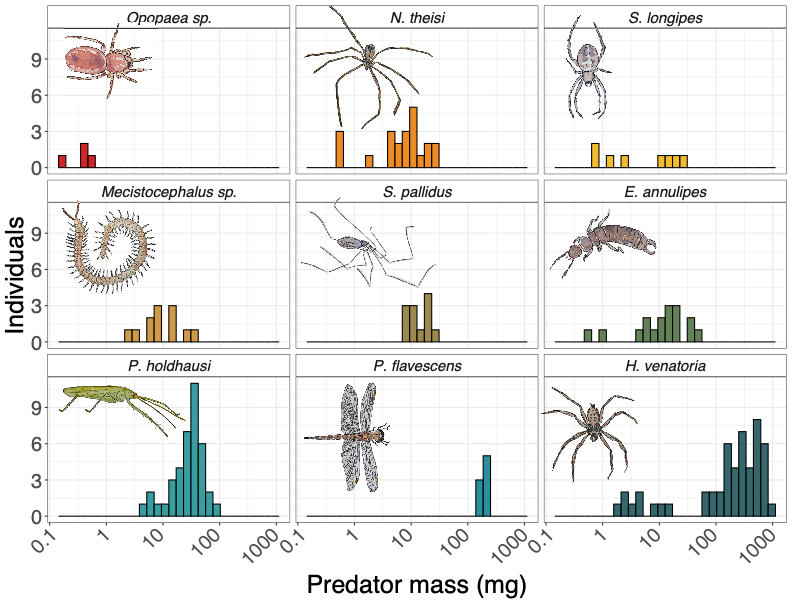 Opopaea sp. N. theisi S. longipes
9
6
3
0
Mecistocephalus sp. S. pallidus E. annulipes
9
6
3
0
P. holdhausi P. flavescens H. venatoria
9
6
3
0
0.1 1 10 100 1000 0.1 1 10 100 1000 0.1 1 10 100 1000
Individuals
Predator mass (mg)